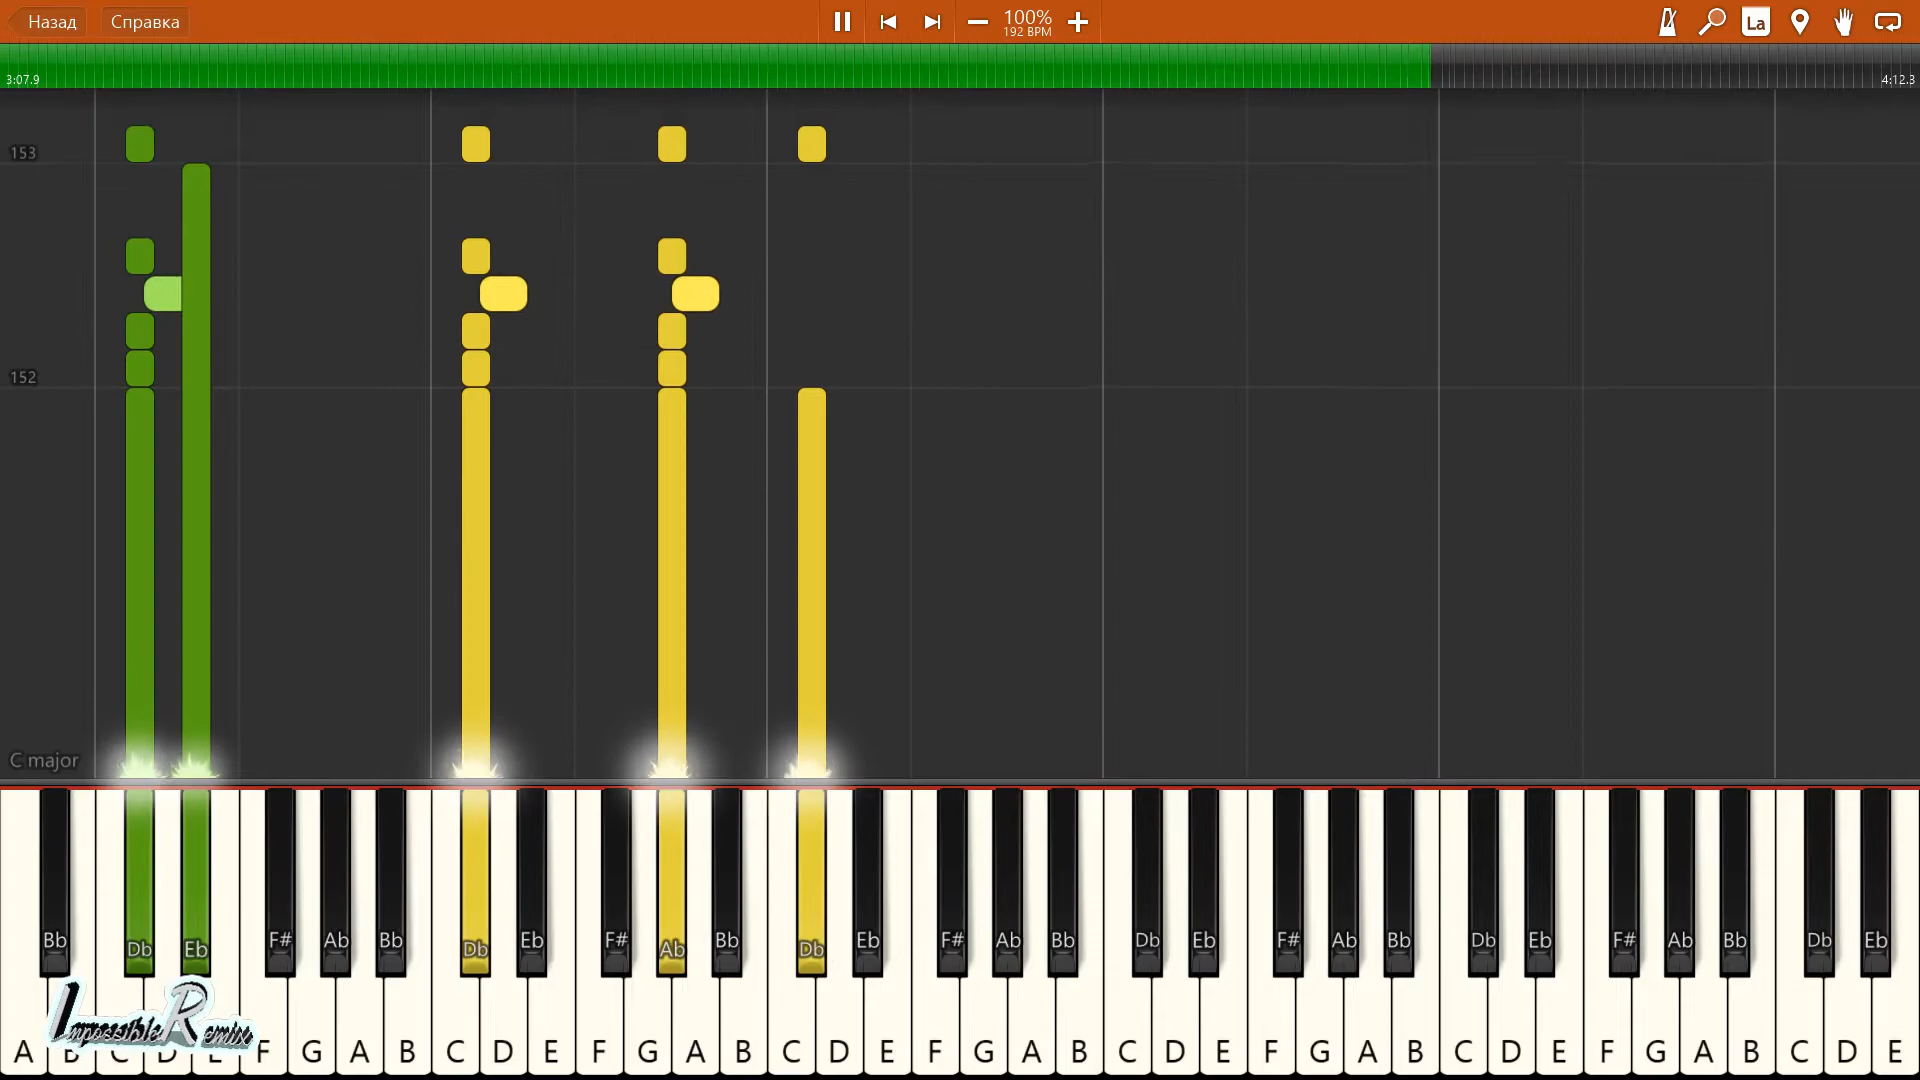 Назад Справка 100% La
192 BPM
3:07.9 4:12.3
153
152
C major
Bb Db Eb F# Ab Bb Db Eb F# Ab Bb Db Eb F# Ab Bb Db Eb F# Ab Bb Db Eb F# Ab Bb Db Eb
Impossible Remix
A B C D E F G A B C D E F G A B C D E F G A B C D E F G A B C D E F G A B C D E